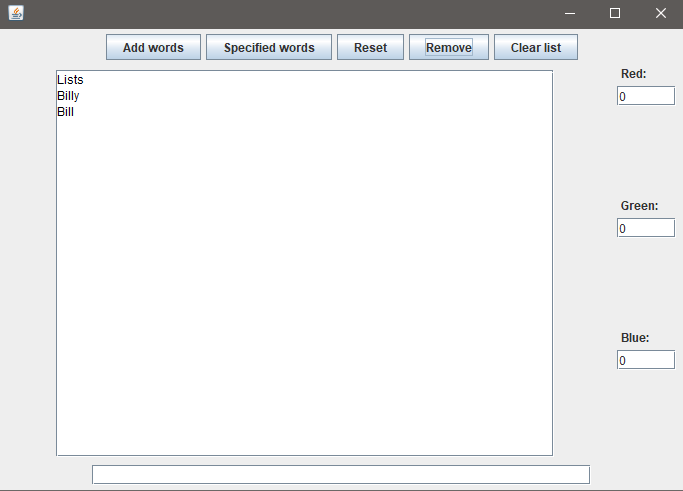 Add words Specified words Reset Remove Clear list
Lists
Billy
Bill
Red:
0
Green:
0
Blue:
0